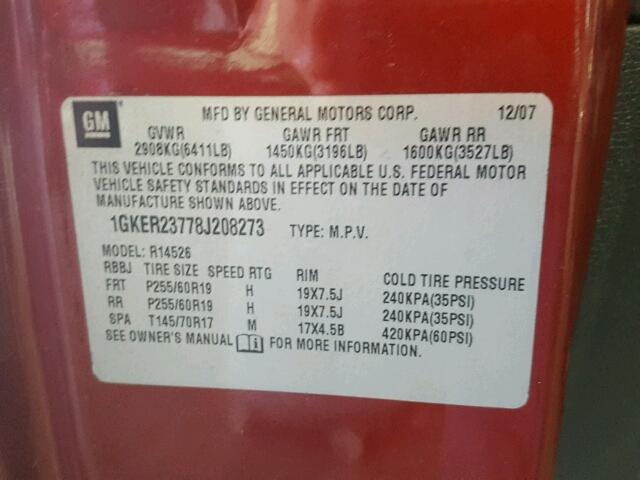 GM
MFD BY GENERAL MOTORS CORP. 12/07
GVWR GAWR FRT GAWR RR
2908KG(6411LB) 1450KG(3196LB) 1600KG(3527LB)
THIS VEHICLE CONFORMS TO ALL APPLICABLE U.S. FEDERAL MOTOR
VEHICLE SAFETY STANDARDS IN EFFECT ON THE DATE OF
MANUFACTURE SHOWN ABOVE.
1GKER23778J208273 TYPE: M.P.V.
MODEL: R14526
RBBJ TIRE SIZE SPEED RTG RIM COLD TIRE PRESSURE
FRT P255/60R19 H 19X7.5J 240KPA(35PSI)
RR P255/60R19 H 19X7.5J 240KPA(35PSI)
SPA T145/70R17 M 17X4.5B 420KPA(60PSI)
SEE OWNER'S MANUAL i FOR MORE INFORMATION.